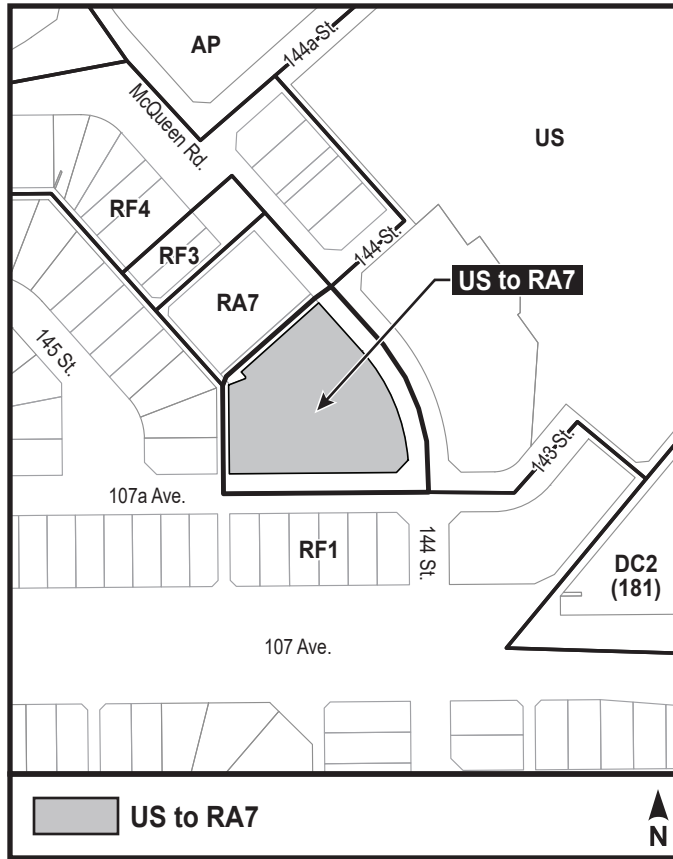 AP
144a St.
McQueen Rd.
US
RF4
RF3
144 St.
US to RA7
RA7
145 St.
143 St.
107a Ave.
RF1
144 St.
DC2
(181)
107 Ave.
US to RA7
N